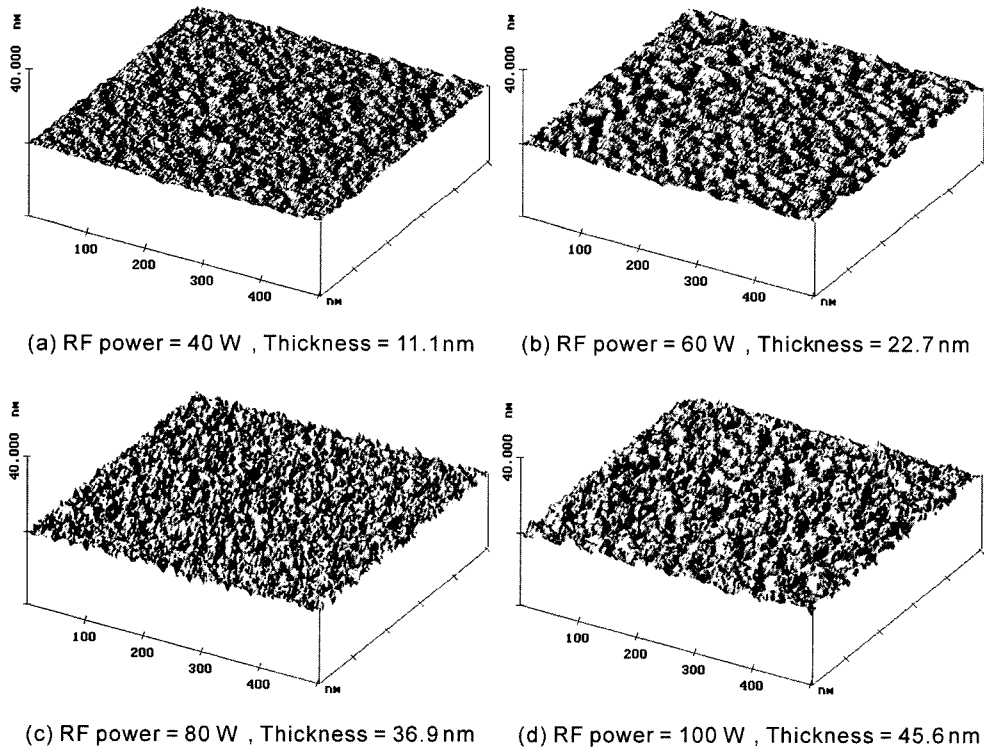 nm
40.000
100
200
300
400
nm
(a) RF power = 40 W , Thickness = 11.1 nm
nm
40.000
100
200
300
400
nm
(b) RF power = 60 W , Thickness = 22.7 nm
nm
40.000
100
200
300
400
nm
(c) RF power = 80 W , Thickness = 36.9 nm
nm
40.000
100
200
300
400
nm
(d) RF power = 100 W , Thickness = 45.6 nm